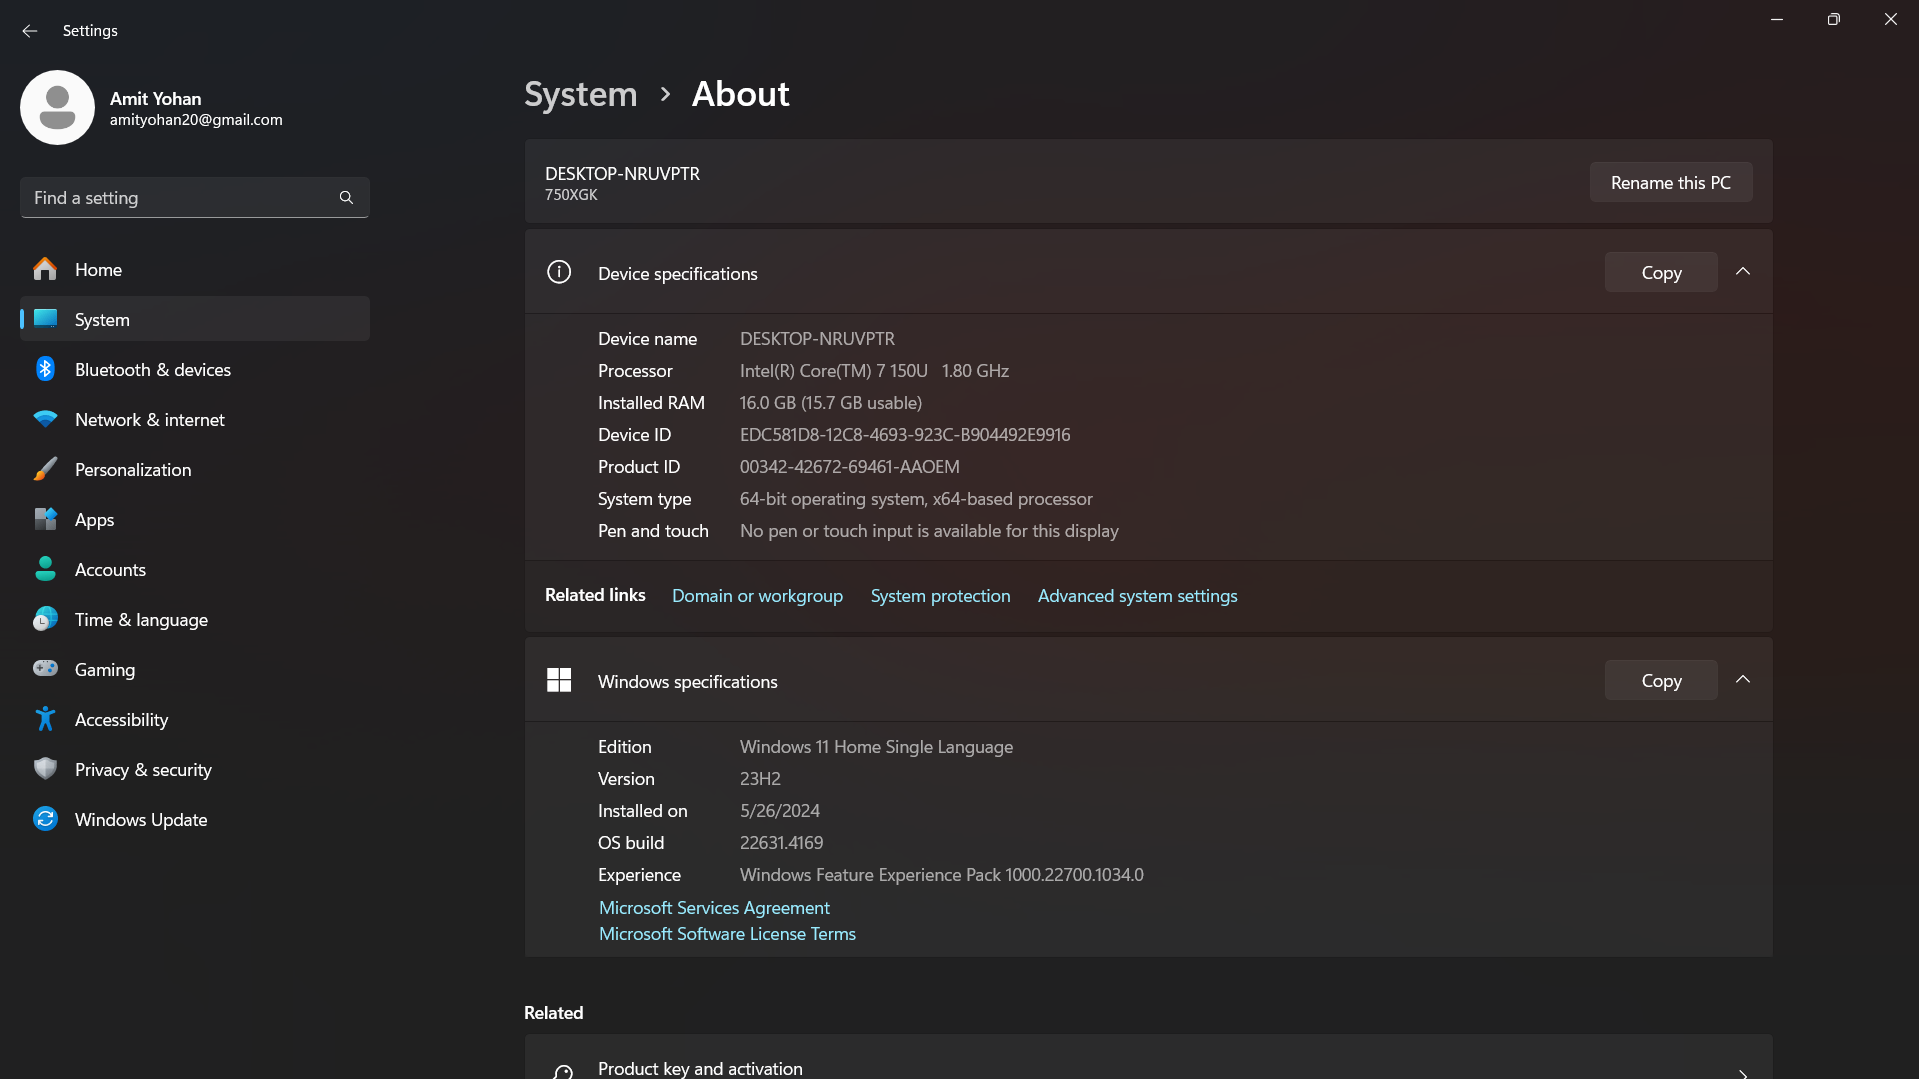 Settings
Amit Yohan
amityohan20@gmail.com
Find a setting
Home
System
Bluetooth & devices
Network & internet
Personalization
Apps
Accounts
Time & language
Gaming
Accessibility
Privacy & security
Windows Update
System > About
DESKTOP-NRUVPTR
750XGK
Rename this PC
Device specifications
Copy
Device name DESKTOP-NRUVPTR
Processor Intel(R) Core(TM) 7 150U 1.80 GHz
Installed RAM 16.0 GB (15.7 GB usable)
Device ID EDC581D8-12C8-4693-923C-B904492E9916
Product ID 00342-42672-69461-AAOEM
System type 64-bit operating system, x64-based processor
Pen and touch No pen or touch input is available for this display
Related links Domain or workgroup System protection Advanced system settings
Windows specifications
Copy
Edition Windows 11 Home Single Language
Version 23H2
Installed on 5/26/2024
OS build 22631.4169
Experience Windows Feature Experience Pack 1000.22700.1034.0
Microsoft Services Agreement
Microsoft Software License Terms
Related
Product key and activation